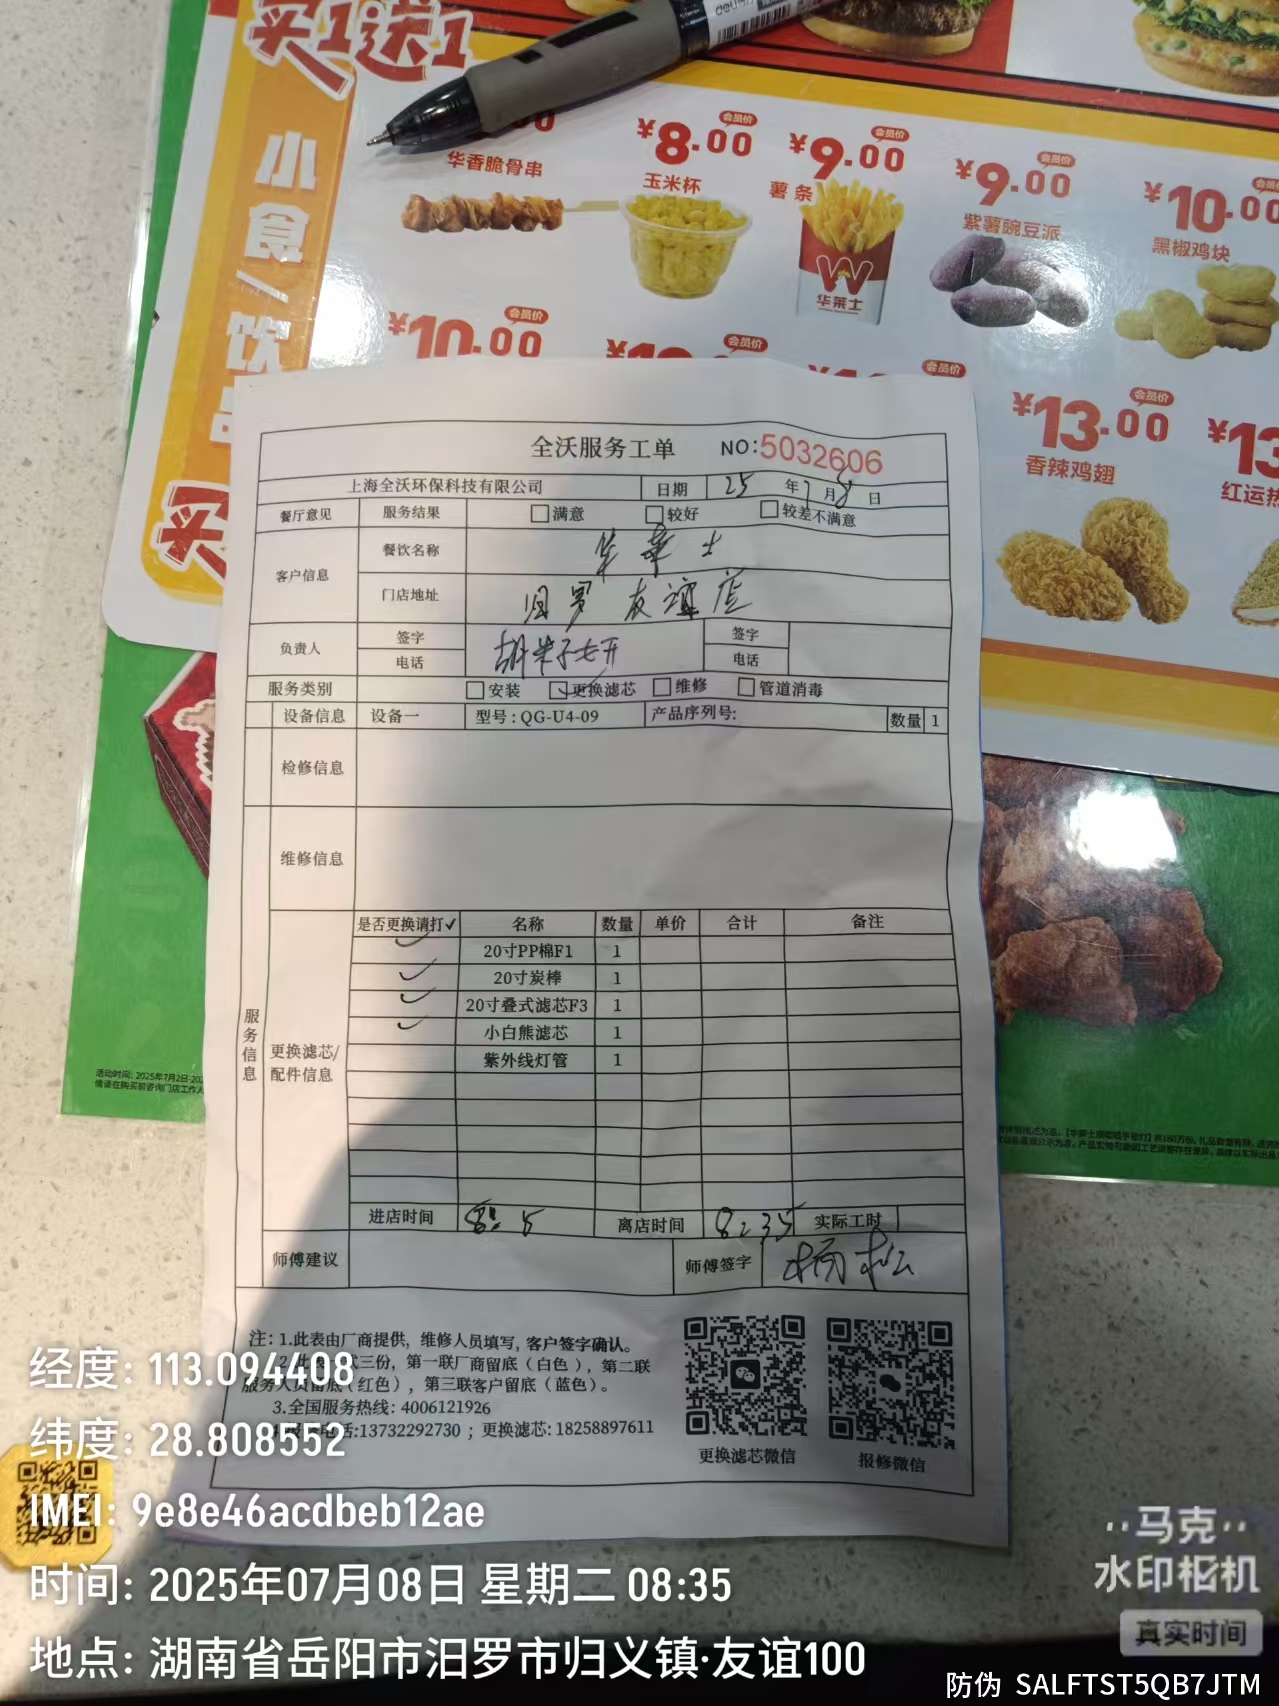 买1送1
小食/饮
华香脆骨串
会员价
¥8.00
玉米杯
会员价
¥9.00
薯条
华莱士
会员价
¥9.00
紫薯豌豆派
会员价
¥10.00
黑椒鸡块
会员价
¥10.00
会员价
会员价
会员价
¥13.00
香辣鸡翅
¥13
红运
买
全沃服务工单 NO:5032606
上海全沃环保科技有限公司 日期 25年7月8日
餐厅意见 服务结果 □满意 □较好 □较差不满意
客户信息 餐饮名称 华莱士
门店地址 汨罗友谊店
负责人 签字 签字
电话 电话
服务类别 □安装 ☑更换滤芯 □维修 □管道消毒
设备信息 设备一 型号:QG-U4-09 产品序列号: 数量 1
检修信息
维修信息
服务信息
更换滤芯/配件信息
是否更换请打✓ 名称 数量 单价 合计 备注
✓ 20寸PP棉F1 1
✓ 20寸炭棒 1
✓ 20寸叠式滤芯F3 1
✓ 小白熊滤芯 1
紫外线灯管 1
进店时间 8:5 离店时间 8:35 实际工时
师傅建议 师傅签字 杨松
注:1.此表由厂商提供,维修人员填写,客户签字确认。
式三份,第一联厂商留底(白色),第二联
服务人员留底(红色),第三联客户留底(蓝色)。
3.全国服务热线:4006121926
电话:13732292730;更换滤芯:18258897611
更换滤芯微信
报修微信
经度: 113.094408
纬度: 28.808552
IMEI: 9e8e46acdbeb12ae
时间: 2025年07月08日 星期二 08:35
地点: 湖南省岳阳市汨罗市归义镇·友谊100
马克
水印相机
真实时间
防伪 SALFTST5QB7JTM